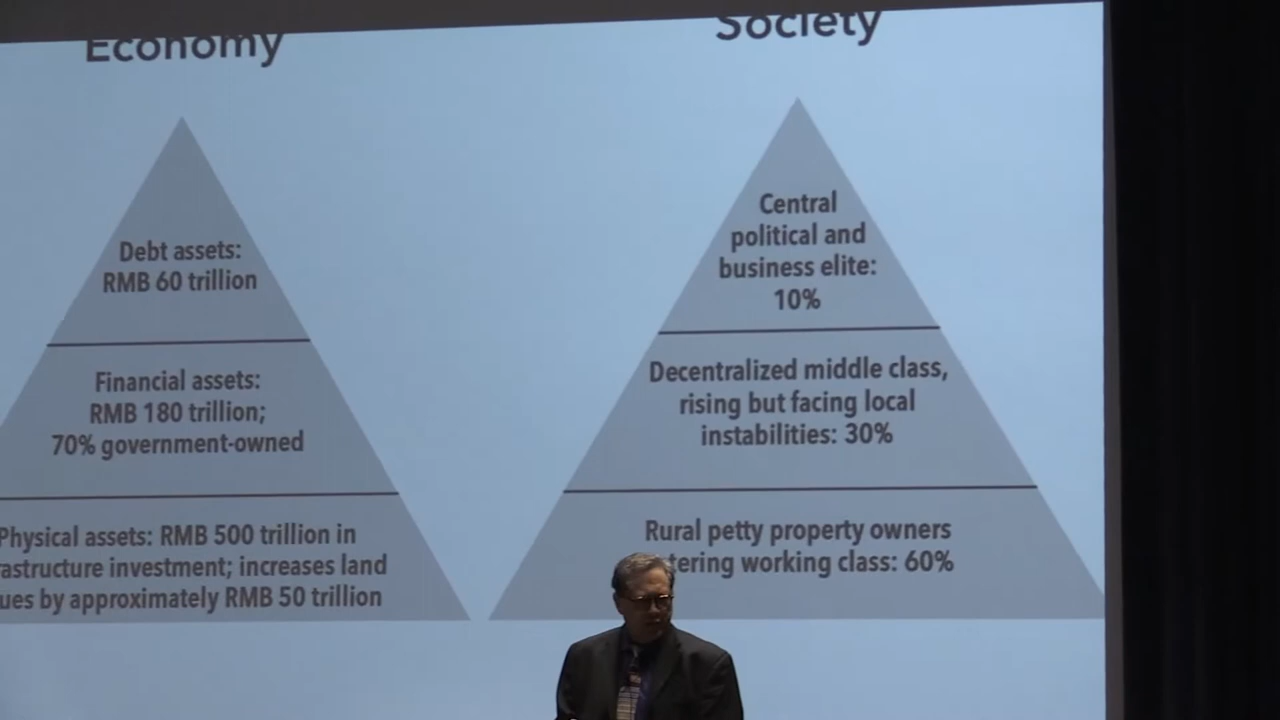 Economy
Debt assets:
RMB 60 trillion
Financial assets:
RMB 180 trillion;
70% government-owned
Physical assets: RMB 500 trillion in
investment; increases land
by approximately RMB 50 trillion
Society
Central
political and
business elite:
10%
Decentralized middle class,
rising but facing local
instabilities: 30%
Rural petty property owners
working class: 60%